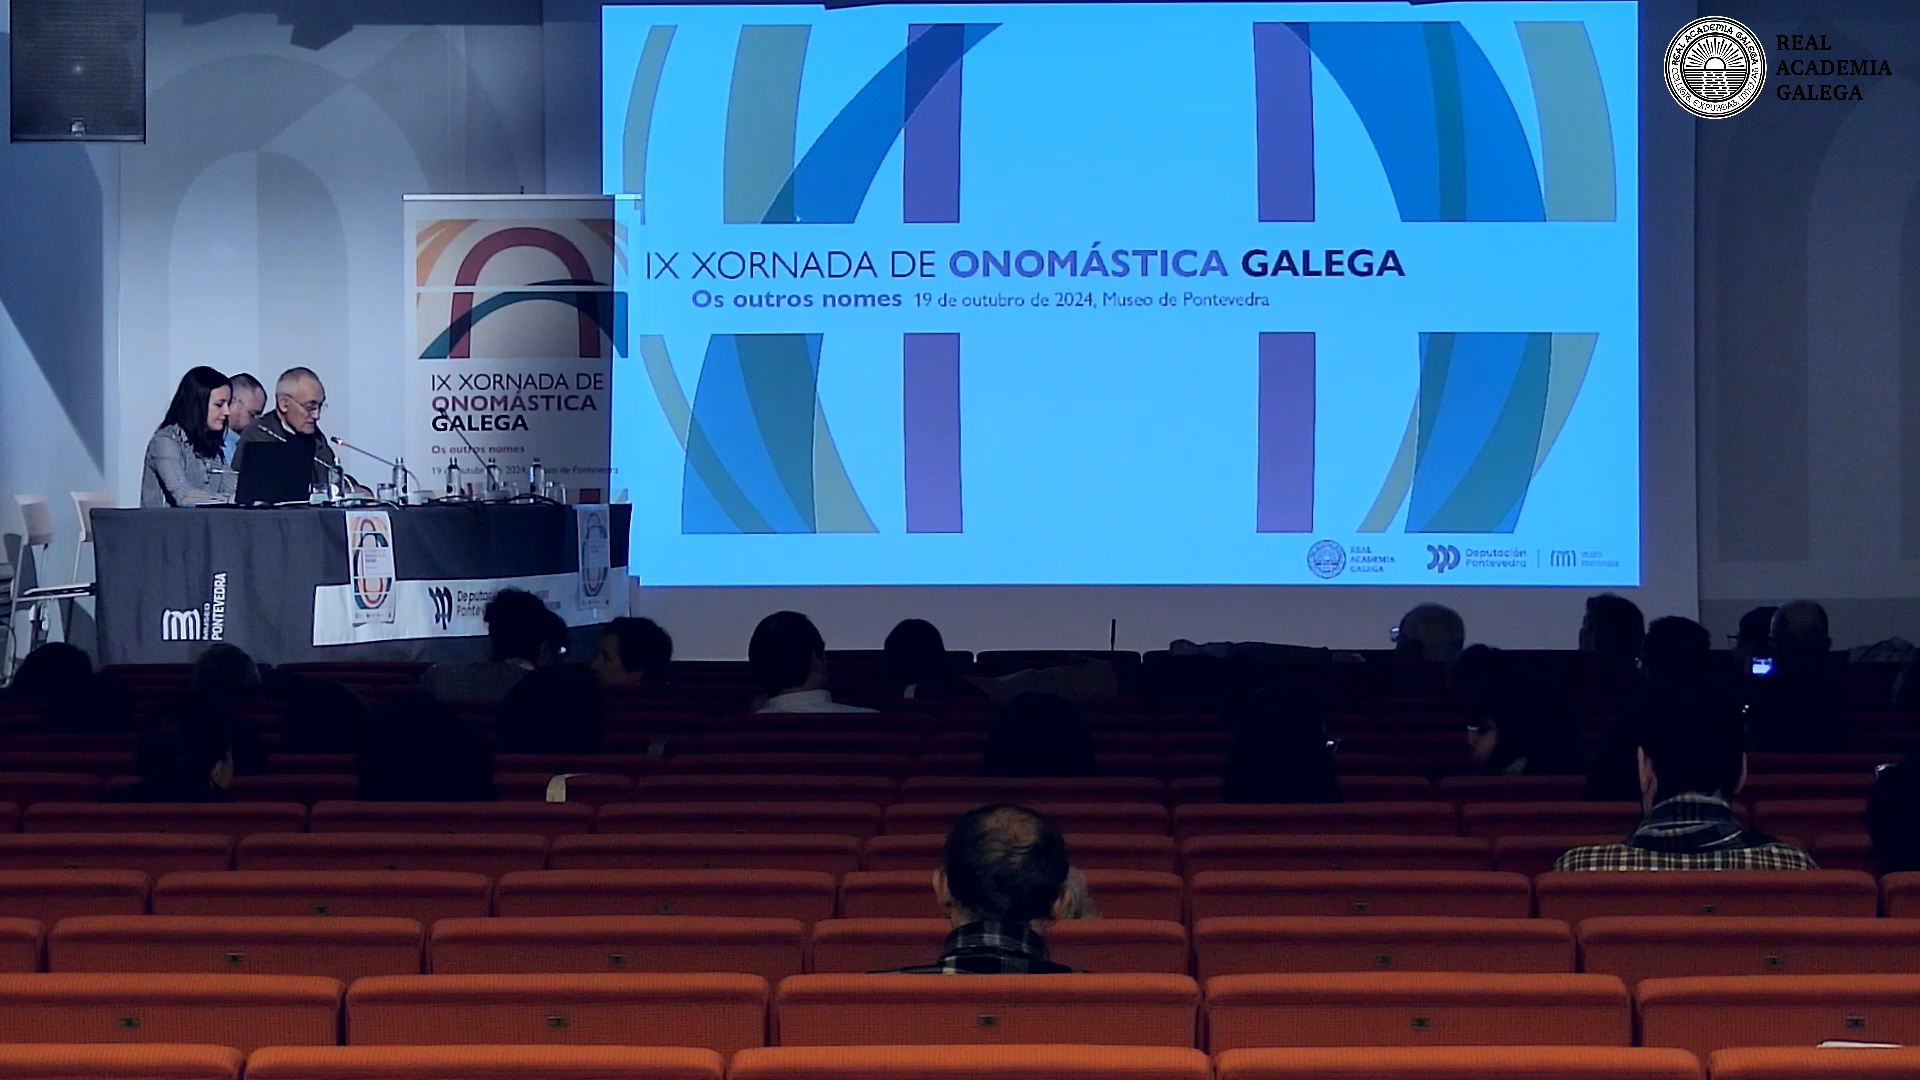 REAL
ACADEMIA
GALEGA
IX XORNADA DE ONOMÁSTICA GALEGA
Os outros nomes 19 de outubro de 2024, Museo de Pontevedra
REAL
ACADEMIA
GALEGA
Deputación
Pontevedra
MUSEO
PONTEVEDRA
IX XORNADA DE
ONOMÁSTICA
GALEGA
Os outros nomes
MUSEO
PONTEVEDRA